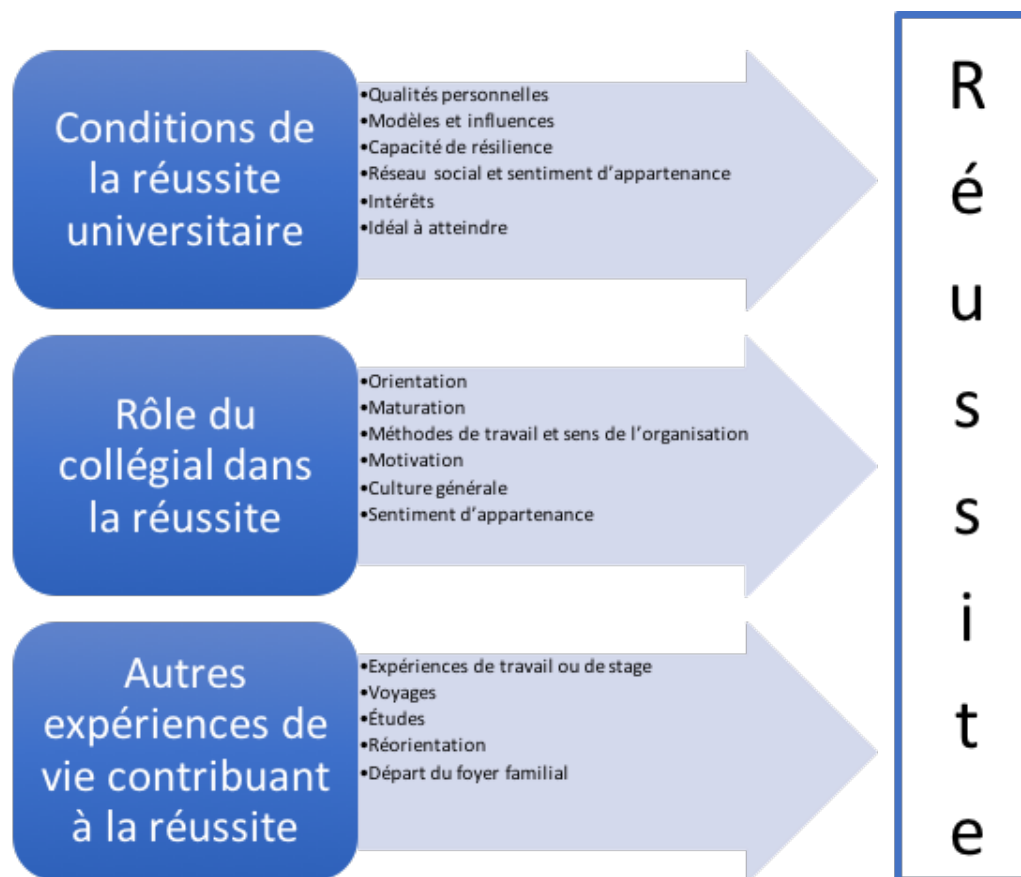 Conditions de
la réussite
universitaire
•Qualités personnelles
•Modèles et influences
•Capacité de résilience
•Réseau social et sentiment d'appartenance
•Intérêts
•Idéal à atteindre
Rôle du
collégial dans
la réussite
•Orientation
•Maturation
•Méthodes de travail et sens de l'organisation
•Motivation
•Culture générale
•Sentiment d'appartenance
Autres
expériences de
vie contribuant
à la réussite
•Expériences de travail ou de stage
•Voyages
•Études
•Réorientation
•Départ du foyer familial
R
é
u
s
s
i
t
e